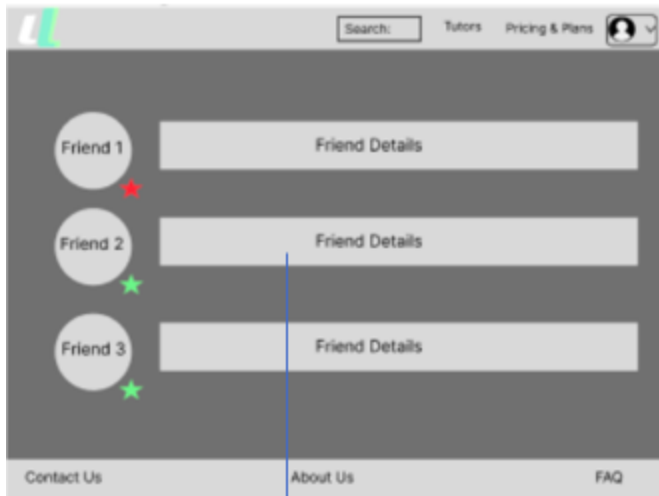 Search: Tutors Pricing & Plans
Friend 1 Friend Details
Friend 2 Friend Details
Friend 3 Friend Details
Contact Us About Us FAQ